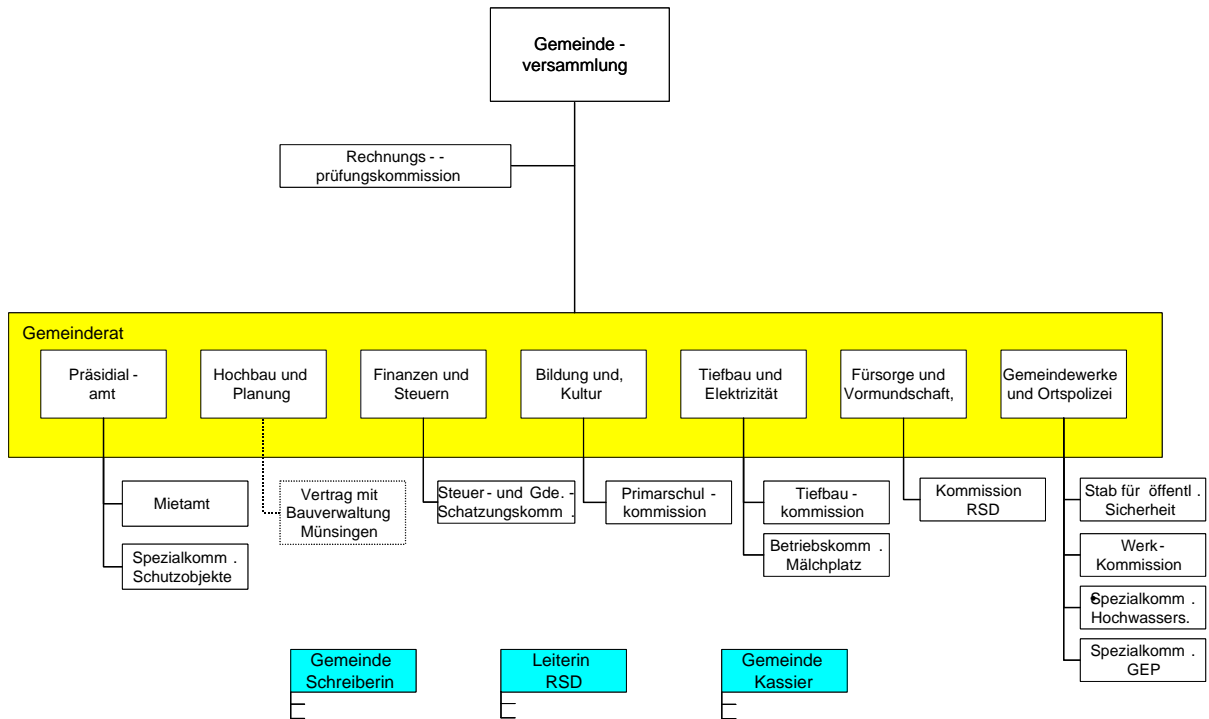 Gemeinde -
versammlung
Rechnungs - -
prüfungskommission
Gemeinderat
Präsidial -
amt
Hochbau und
Planung
Finanzen und
Steuern
Bildung und,
Kultur
Tiefbau und
Elektrizität
Fürsorge und
Vormundschaft,
Gemeindewerke
und Ortspolizei
Mietamt
Spezialkomm .
Schutzobjekte
Vertrag mit
Bauverwaltung
Münsingen
Steuer - und Gde. -
Schatzungskomm .
Primarschul -
kommission
Tiefbau -
kommission
Betriebskomm .
Mälchplatz
Kommission
RSD
Stab für öffentl .
Sicherheit
Werk -
Kommission
Spezialkomm .
Hochwassers.
Spezialkomm .
GEP
Gemeinde
Schreiberin
Leiterin
RSD
Gemeinde
Kassier